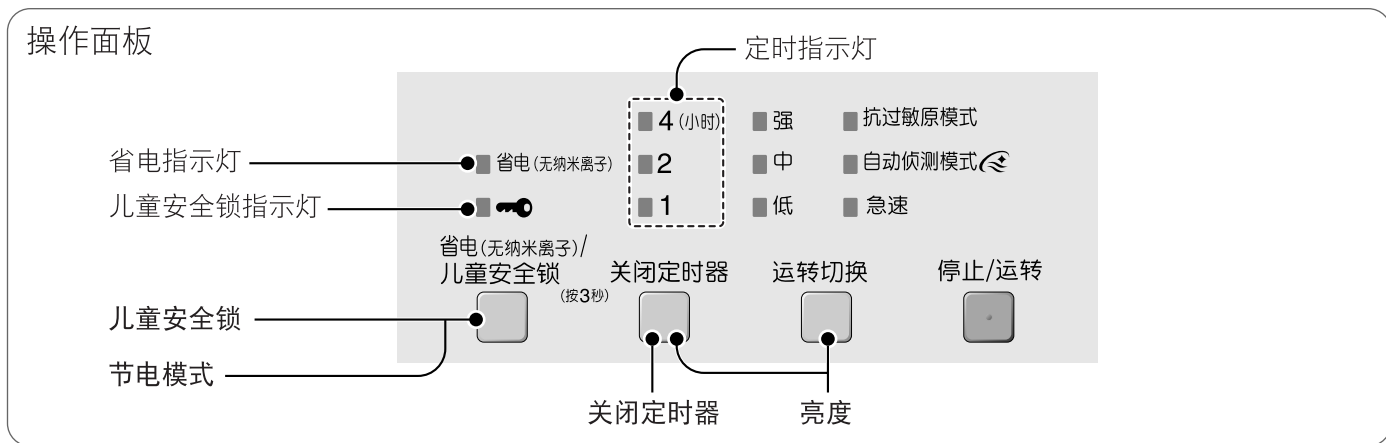 操作面板
定时指示灯
4 (小时)
强
抗过敏原模式
省电指示灯
省电 (无纳米离子)
2
中
自动侦测模式
儿童安全锁指示灯
1
低
急速
省电(无纳米离子)/
儿童安全锁
(按3秒)
关闭定时器
运转切换
停止/运转
儿童安全锁
节电模式
关闭定时器
亮度